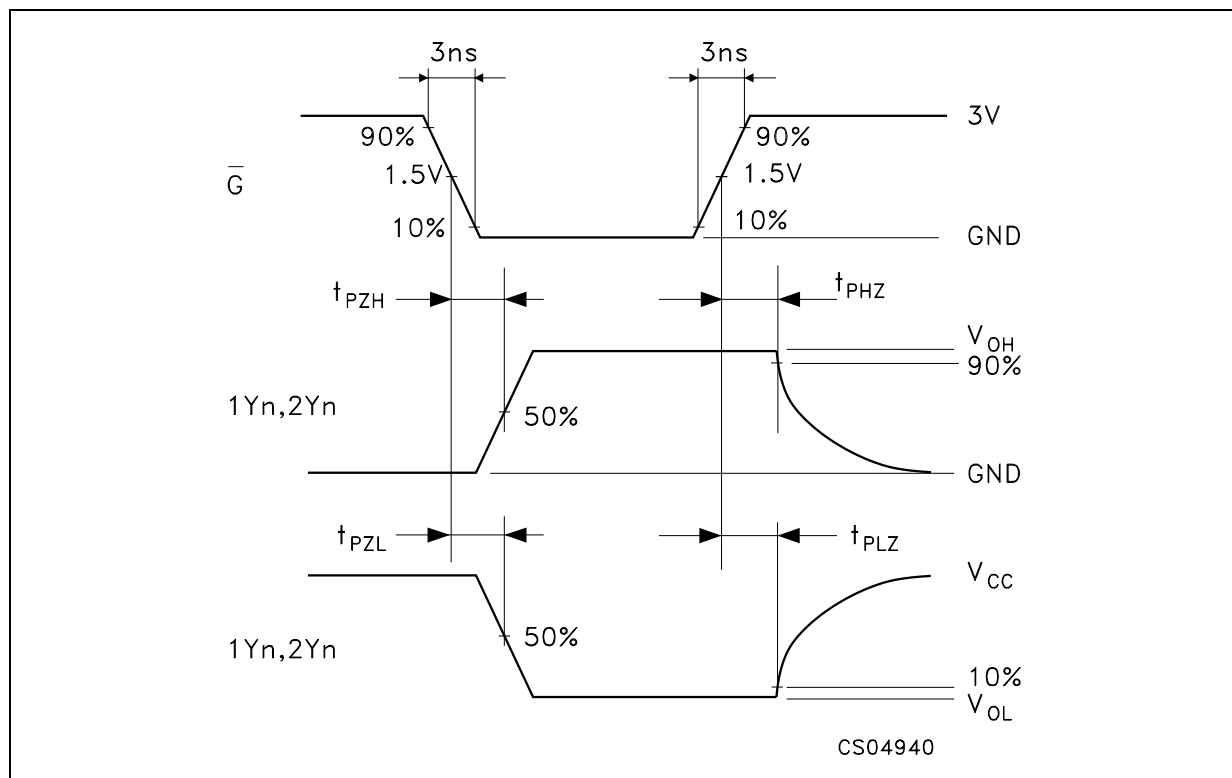 3ns 3ns
3V
90% 90%
1.5V 1.5V
G̅
10% 10%
GND
tPZH tPHZ
VOH
90%
1Yn,2Yn
50%
GND
tPZL tPLZ
VCC
50%
1Yn,2Yn
10%
VOL
CS04940